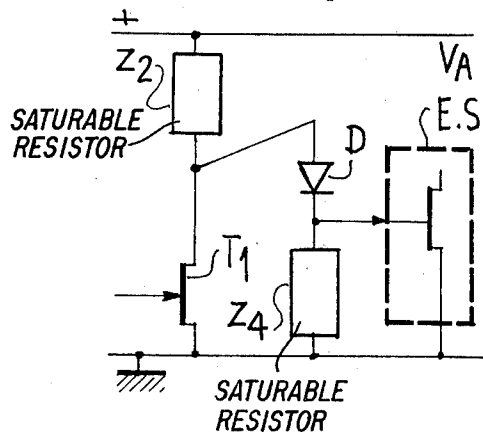 +
Z2
VA
SATURABLE
RESISTOR
E.S
D
T1
Z4
SATURABLE
RESISTOR